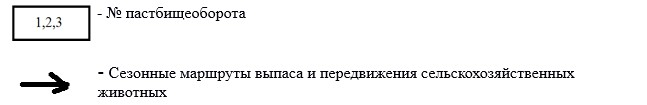 1,2,3 - № пастбищеоборота
- Сезонные маршруты выпаса и передвижения сельскохозяйственных
животных